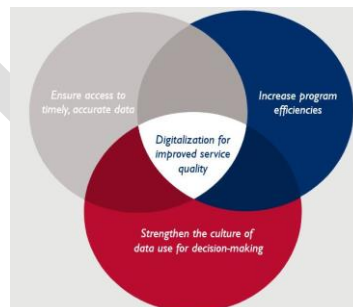 Ensure access to
timely, accurate data
Increase program
efficiencies
Digitalization for
improved service
quality
Strengthen the culture of
data use for decision-making